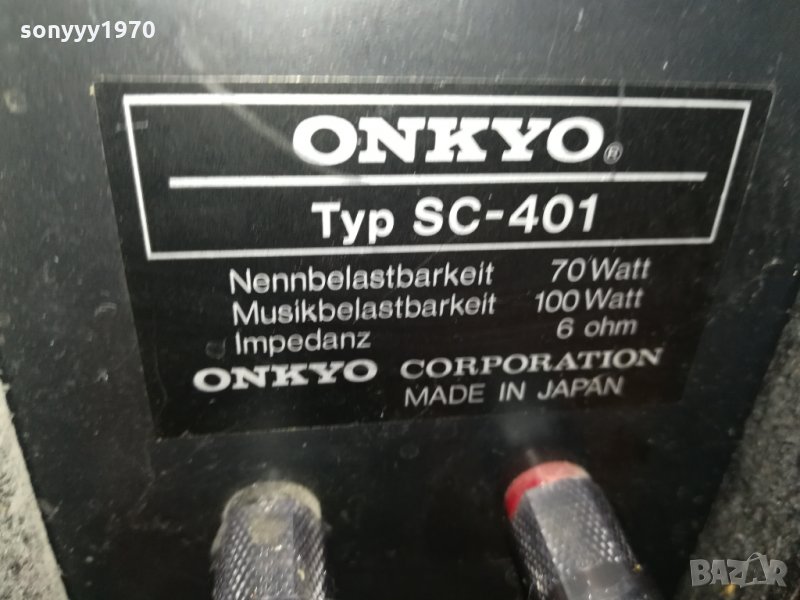 sonyyy1970
ONKYO®
Typ SC-401
Nennbelastbarkeit 70 Watt
Musikbelastbarkeit 100 Watt
Impedanz 6 ohm
ONKYO CORPORATION
MADE IN JAPAN
BAZAR